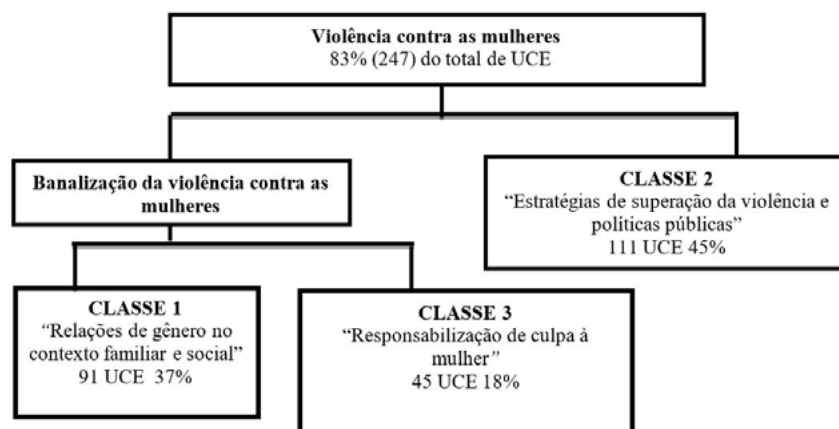 Violência contra as mulheres
83% (247) do total de UCE
Banalização da violência contra as
mulheres
CLASSE 2
“Estratégias de superação da violência e
políticas públicas”
111 UCE 45%
CLASSE 1
“Relações de gênero no
contexto familiar e social”
91 UCE 37%
CLASSE 3
“Responsabilização de culpa à
mulher”
45 UCE 18%